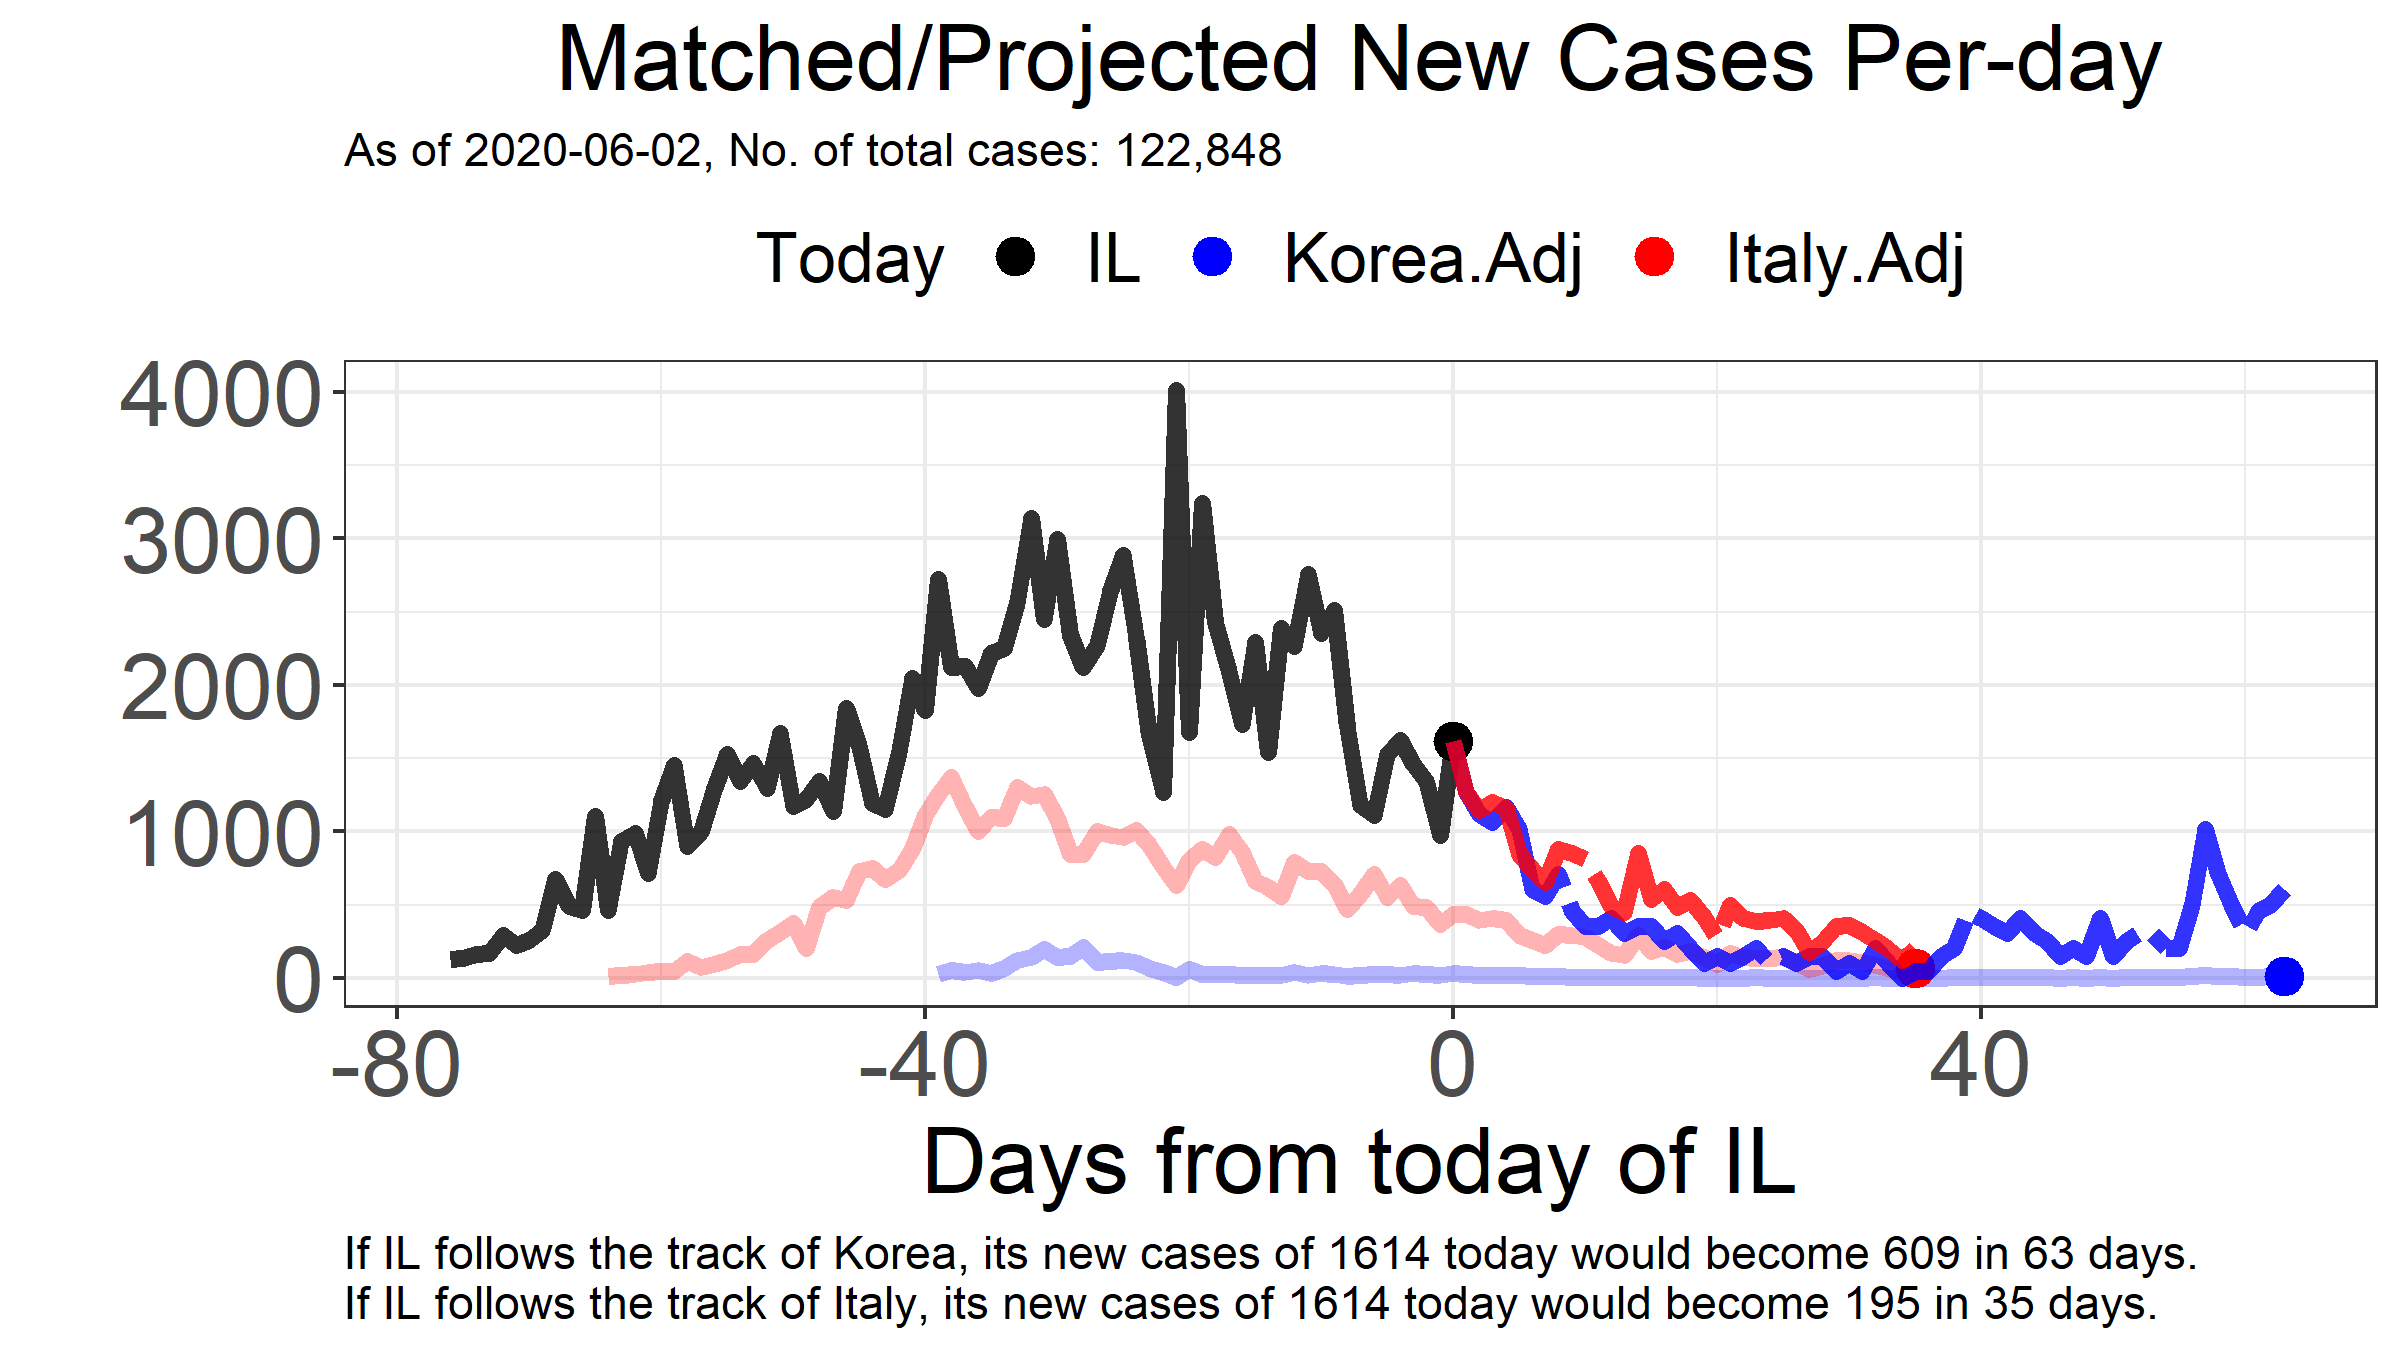 Matched/Projected New Cases Per-day
As of 2020-06-02, No. of total cases: 122,848
Today IL Korea.Adj Italy.Adj
4000
3000
2000
1000
0
-80 -40 0 40
Days from today of IL
If IL follows the track of Korea, its new cases of 1614 today would become 609 in 63 days.
If IL follows the track of Italy, its new cases of 1614 today would become 195 in 35 days.